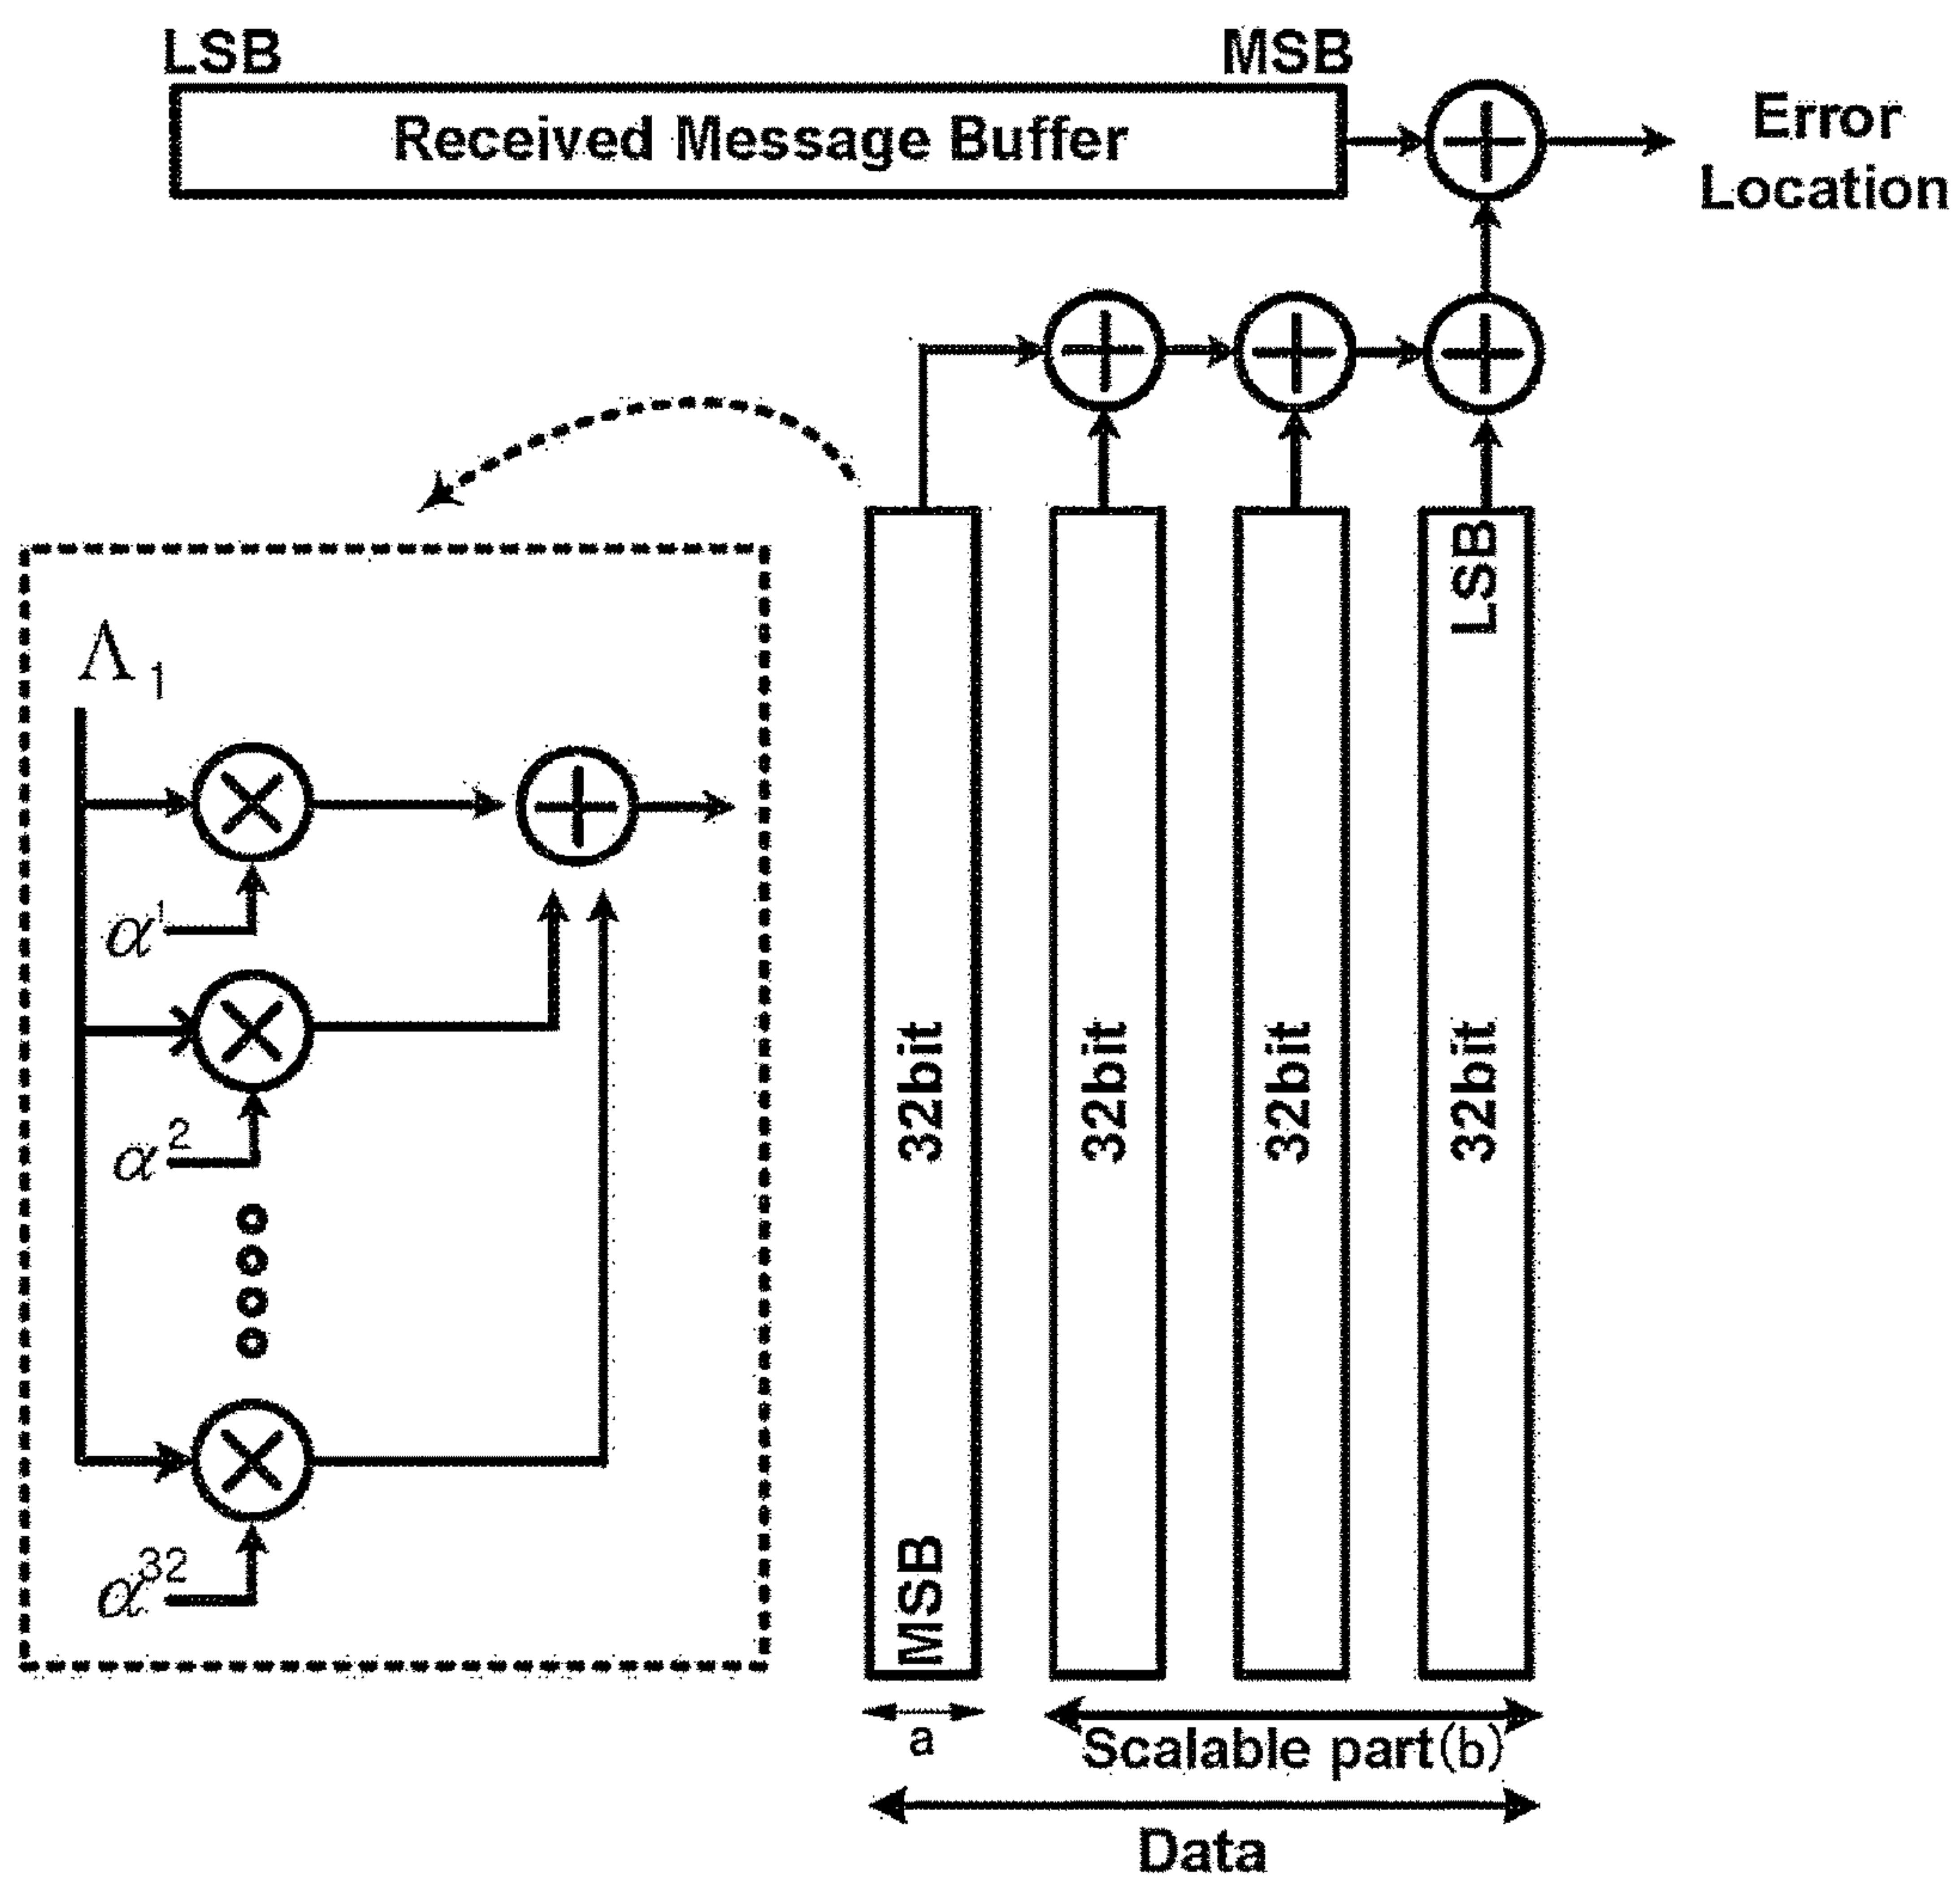 LSB
MSB
Received Message Buffer
Error
Location
LSB
Λ1
α1
α2
α32
32bit
32bit
32bit
32bit
MSB
a
Scalable part(b)
Data